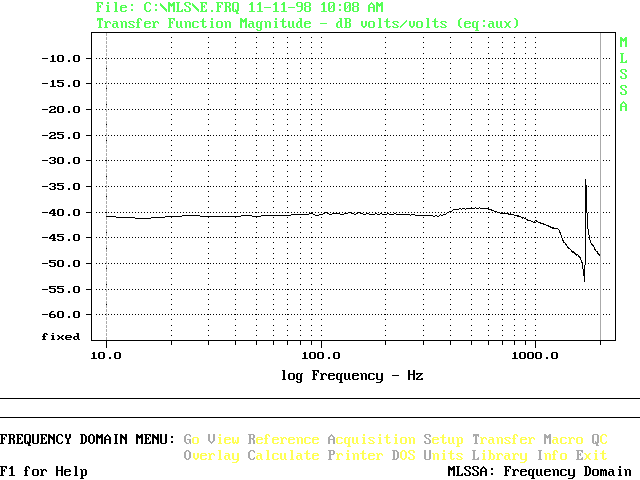 File: C:\MLS\E.FRQ 11-11-98 10:08 AM
Transfer Function Magnitude - dB volts/volts (eq:aux)
MLSSA
-10.0
-15.0
-20.0
-25.0
-30.0
-35.0
-40.0
-45.0
-50.0
-55.0
-60.0
fixed
10.0 100.0 1000.0
log Frequency - Hz
FREQUENCY DOMAIN MENU: Go View Reference Acquisition Setup Transfer Macro QC
Overlay Calculate Printer DOS Units Library Info Exit
F1 for Help MLSSA: Frequency Domain